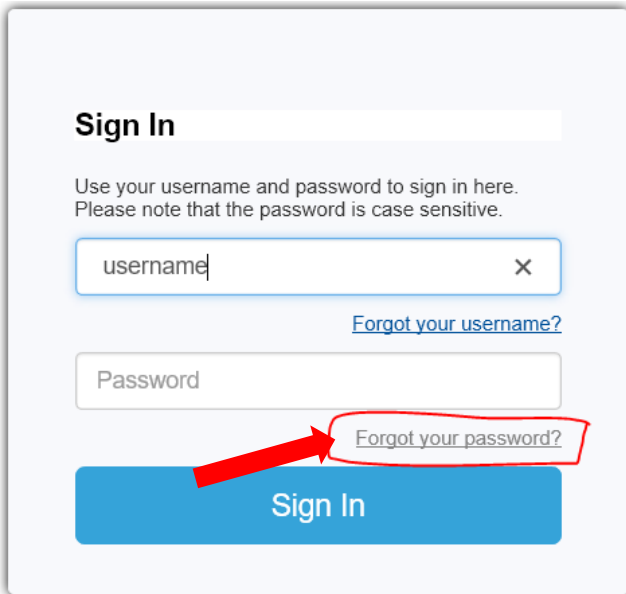 Sign In
Use your username and password to sign in here.
Please note that the password is case sensitive.
username
Forgot your username?
Password
Forgot your password?
Sign In